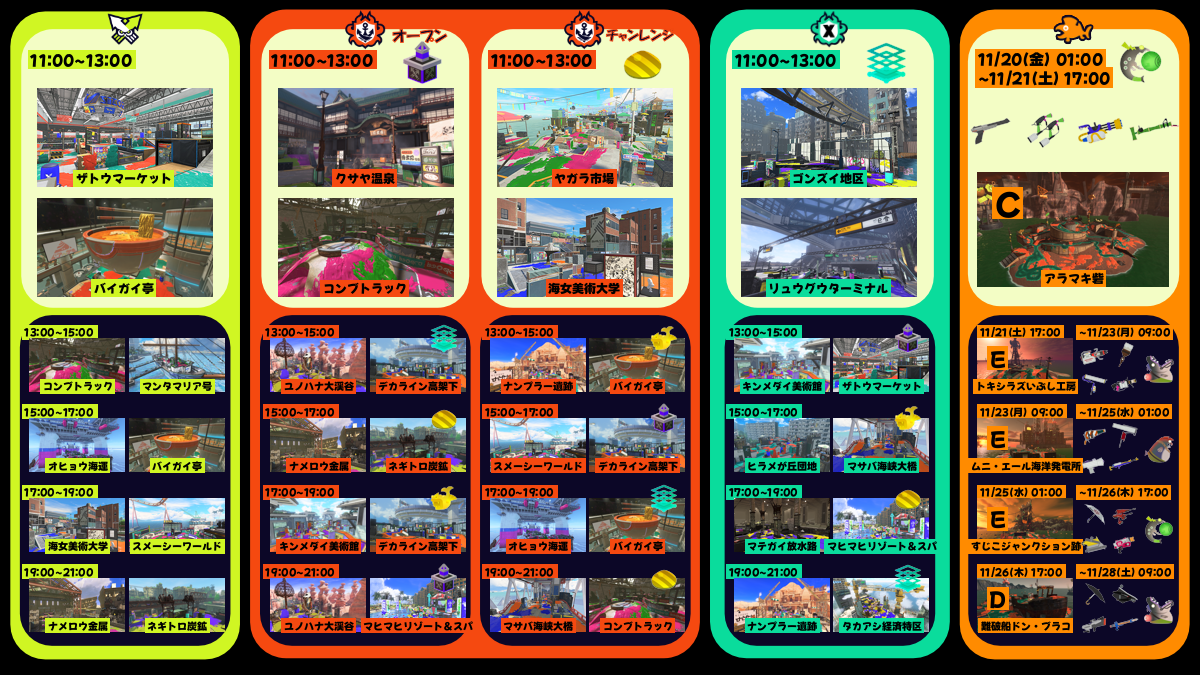 11:00~13:00
ザトウマーケット
バイガイ亭
13:00~15:00
コンブトラック
マンタマリア号
15:00~17:00
オヒョウ海運
バイガイ亭
17:00~19:00
海女美術大学
スメーシーワールド
19:00~21:00
ナメロウ金属
ネギトロ炭鉱
オープン
11:00~13:00
クサヤ温泉
コンブトラック
13:00~15:00
ユノハナ大渓谷
デカライン高架下
15:00~17:00
ナメロウ金属
ネギトロ炭鉱
17:00~19:00
キンメダイ美術館
デカライン高架下
19:00~21:00
ユノハナ大渓谷
マヒマヒリゾート＆スパ
チャンレンジ
11:00~13:00
ヤガラ市場
海女美術大学
13:00~15:00
ナンプラー遺跡
バイガイ亭
15:00~17:00
スメーシーワールド
デカライン高架下
17:00~19:00
オヒョウ海運
バイガイ亭
19:00~21:00
マサバ海峡大橋
コンブトラック
X
11:00~13:00
ゴンズイ地区
リュウグウターミナル
13:00~15:00
キンメダイ美術館
ザトウマーケット
15:00~17:00
ヒラメが丘団地
マサバ海峡大橋
17:00~19:00
マテガイ放水路
マヒマヒリゾート＆スパ
19:00~21:00
ナンプラー遺跡
タカアシ経済特区
11/20(金) 01:00
~11/21(土) 17:00
C
アラマキ砦
11/21(土) 17:00 ~11/23(月) 09:00
E
トキシラズいぶし工房
11/23(月) 09:00 ~11/25(水) 01:00
E
ムニ・エール海洋発電所
11/25(水) 01:00 ~11/26(木) 17:00
E
すじこジャンクション跡
11/26(木) 17:00 ~11/28(土) 09:00
D
難破船ドン・ブラコ